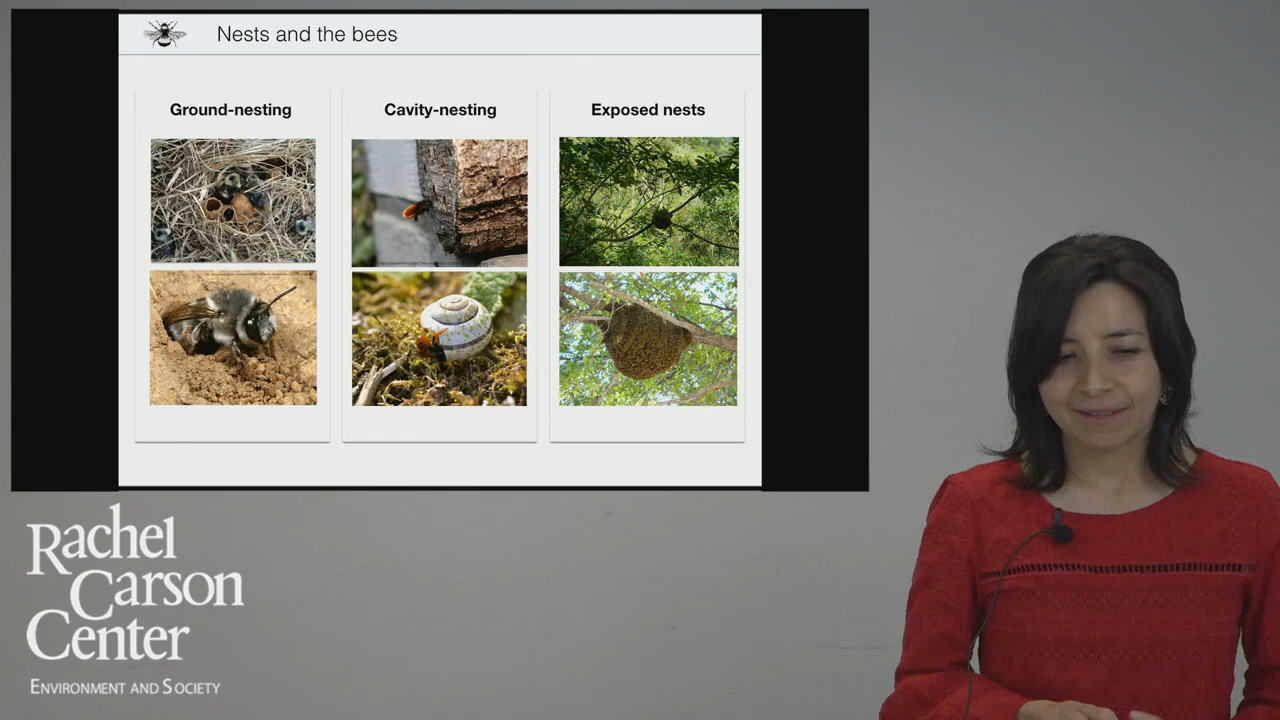 Nests and the bees
Ground-nesting
Cavity-nesting
Exposed nests
Rachel
Carson
Center
ENVIRONMENT AND SOCIETY